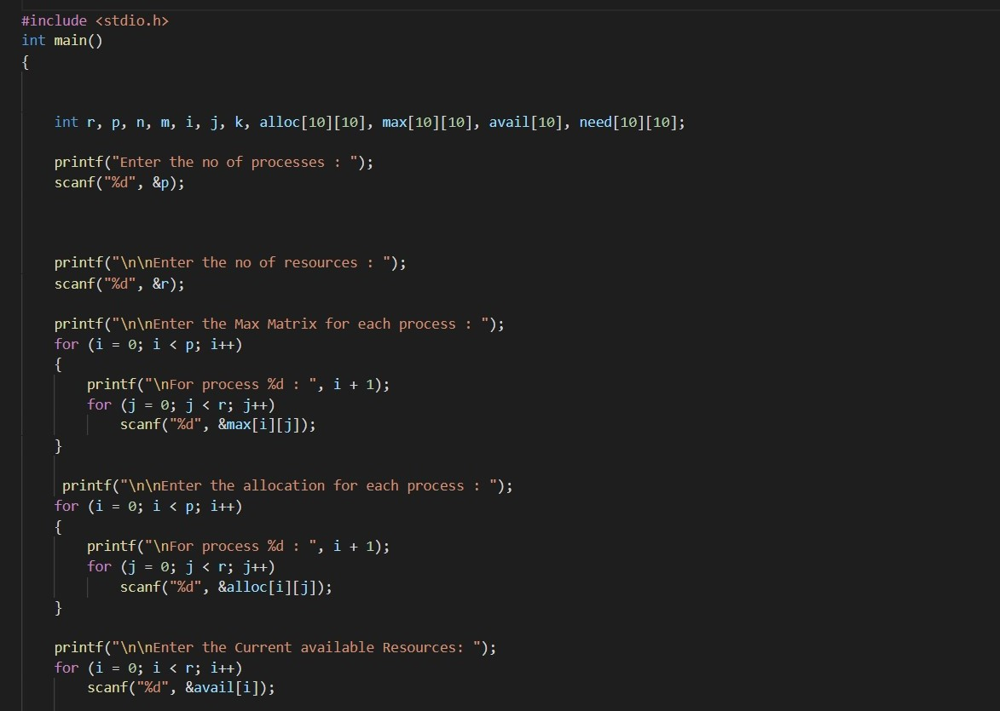 #include <stdio.h>
int main()
{
int r, p, n, m, i, j, k, alloc[10][10], max[10][10], avail[10], need[10][10];
printf("Enter the no of processes : ");
scanf("%d", &p);
printf("\n\nEnter the no of resources : ");
scanf("%d", &r);
printf("\n\nEnter the Max Matrix for each process : ");
for (i = 0; i < p; i++)
{
printf("\nFor process %d : ", i + 1);
for (j = 0; j < r; j++)
scanf("%d", &max[i][j]);
}
printf("\n\nEnter the allocation for each process : ");
for (i = 0; i < p; i++)
{
printf("\nFor process %d : ", i + 1);
for (j = 0; j < r; j++)
scanf("%d", &alloc[i][j]);
}
printf("\n\nEnter the Current available Resources: ");
for (i = 0; i < r; i++)
scanf("%d", &avail[i]);